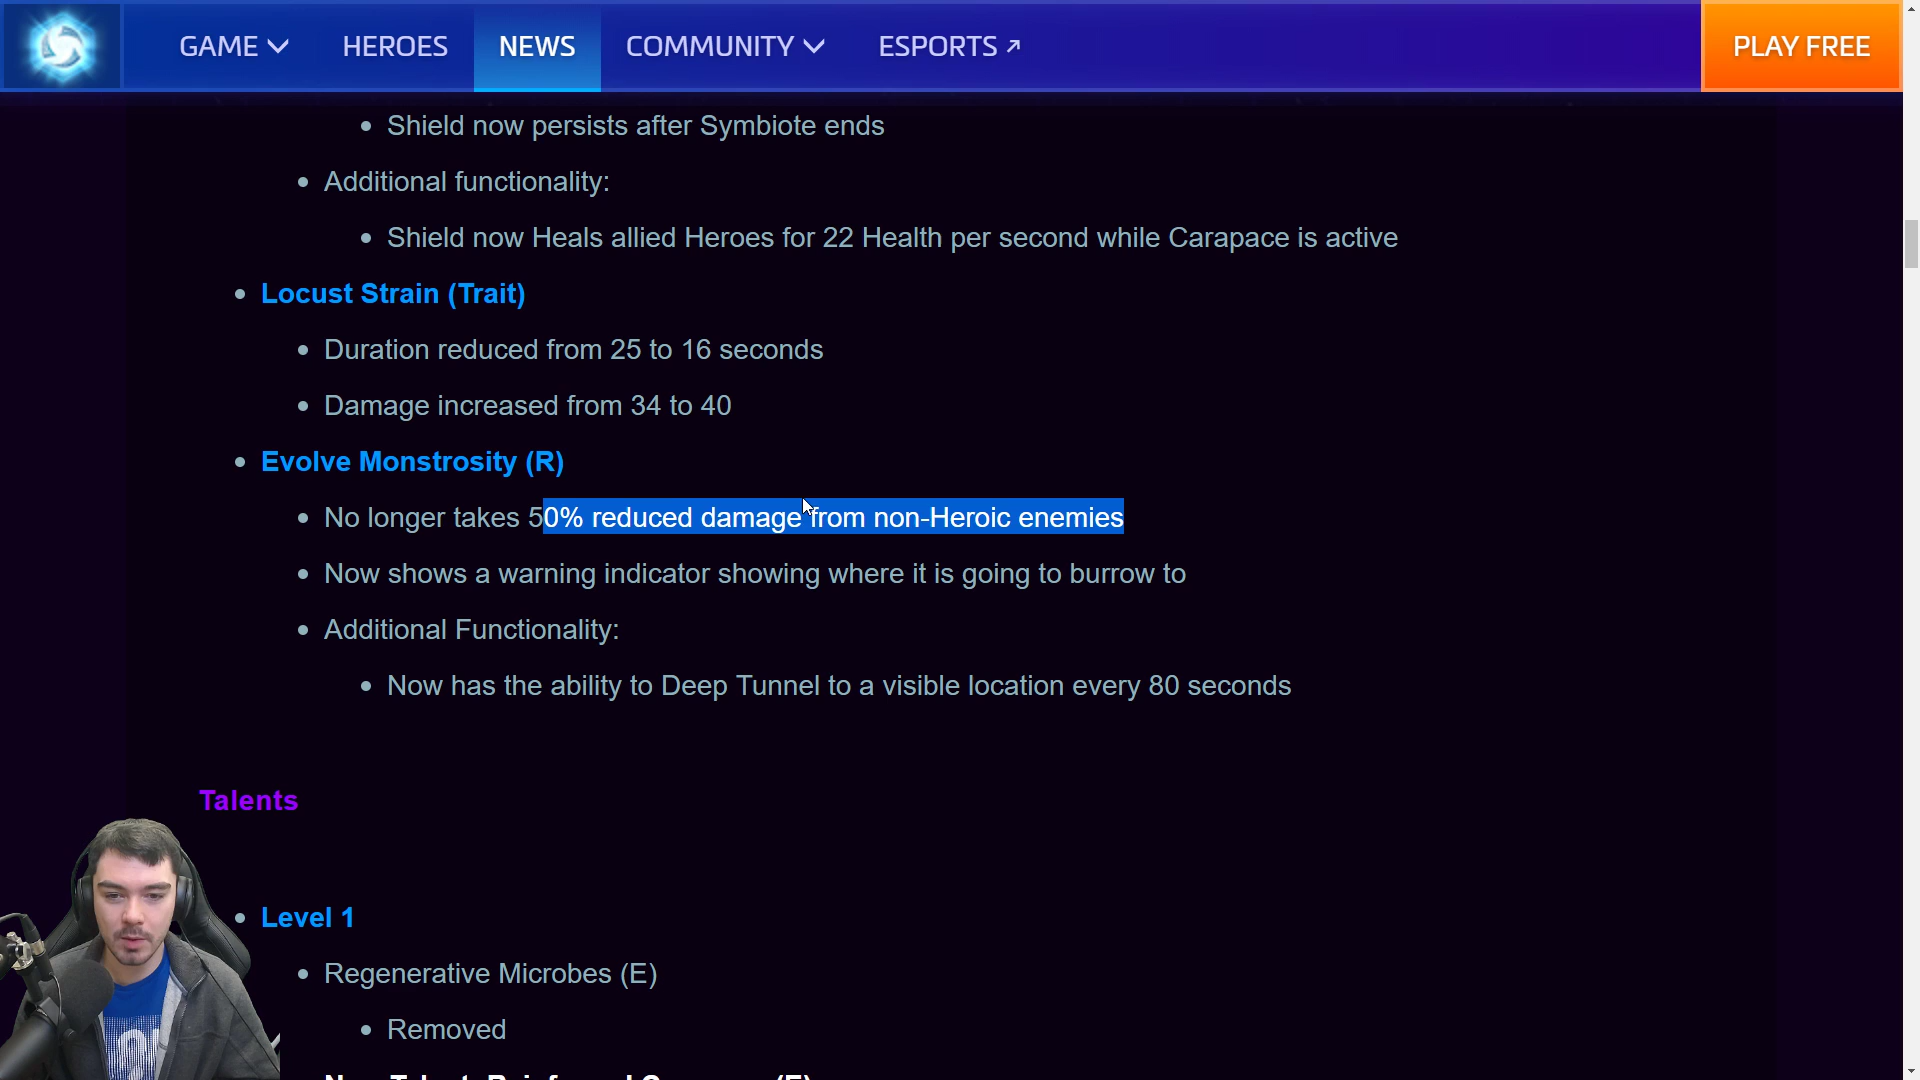 GAME HEROES NEWS COMMUNITY ESPORTS PLAY FREE
Shield now persists after Symbiote ends
Additional functionality:
Shield now Heals allied Heroes for 22 Health per second while Carapace is active
Locust Strain (Trait)
Duration reduced from 25 to 16 seconds
Damage increased from 34 to 40
Evolve Monstrosity (R)
No longer takes 50% reduced damage from non-Heroic enemies
Now shows a warning indicator showing where it is going to burrow to
Additional Functionality:
Now has the ability to Deep Tunnel to a visible location every 80 seconds
Talents
Level 1
Regenerative Microbes (E)
Removed